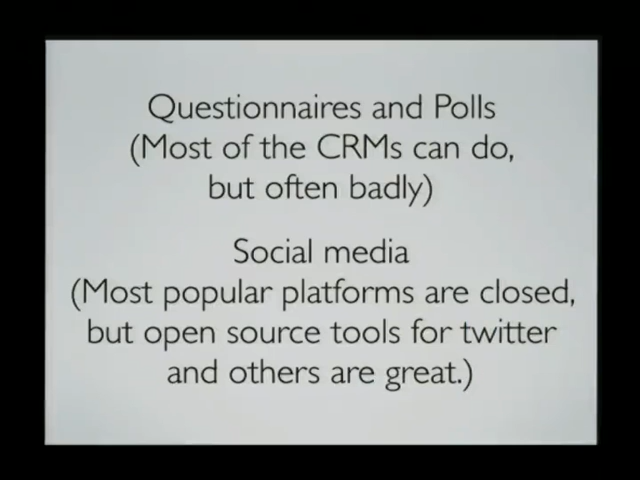 Questionnaires and Polls
(Most of the CRMs can do,
but often badly)
Social media
(Most popular platforms are closed,
but open source tools for twitter
and others are great.)